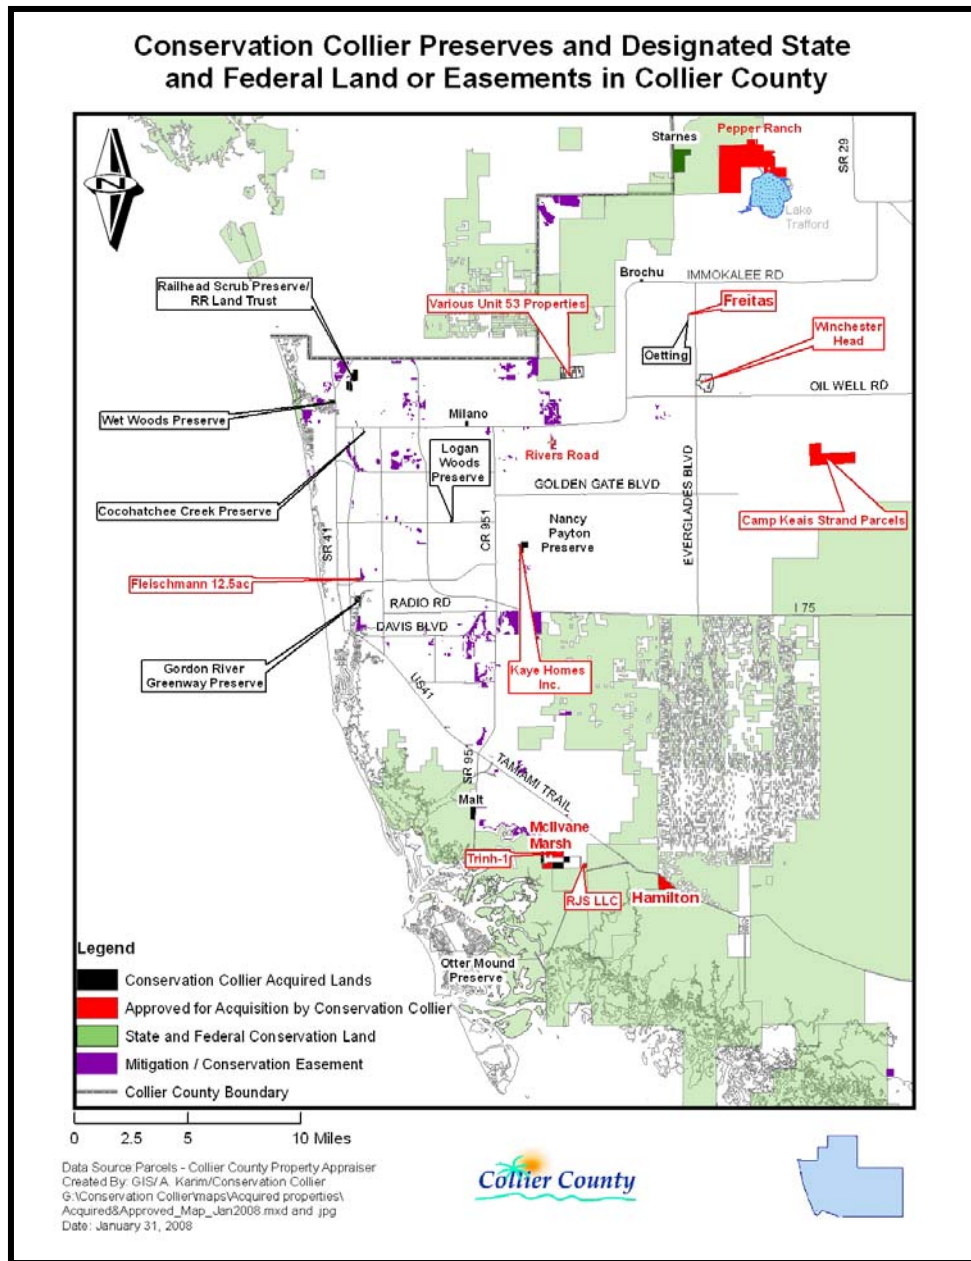 Conservation Collier Preserves and Designated State
and Federal Land or Easements in Collier County
N
Pepper Ranch
Starnes
SR 29
Lake
Trafford
Brochu
IMMOKALEE RD
Railhead Scrub Preserve/
RR Land Trust
Various Unit 53 Properties
Freitas
Winchester
Head
Oetting
OIL WELL RD
Wet Woods Preserve
Milano
Logan
Woods
Preserve
Rivers Road
GOLDEN GATE BLVD
EVERGLADES BLVD
Cocohatchee Creek Preserve
Camp Keais Strand Parcels
SR 41
CR 951
Nancy
Payton
Preserve
Fleischmann 12.5ac
RADIO RD
I 75
DAVIS BLVD
Gordon River
Greenway Preserve
Kaye Homes
Inc.
US41
SR 951
TAMIAMI TRAIL
Malt
McIlvane
Marsh
Trinh-1
RJS LLC
Hamilton
Otter Mound
Preserve
Legend
Conservation Collier Acquired Lands
Approved for Acquisition by Conservation Collier
State and Federal Conservation Land
Mitigation / Conservation Easement
Collier County Boundary
0 2.5 5 10 Miles
Data Source:Parcels - Collier County Property Appraiser
Created By: GIS/ A. Karim/Conservation Collier
G:\Conservation Collier\maps\Acquired properties\
Acquired&Approved_Map_Jan2008.mxd and .jpg
Date: January 31, 2008
Collier County